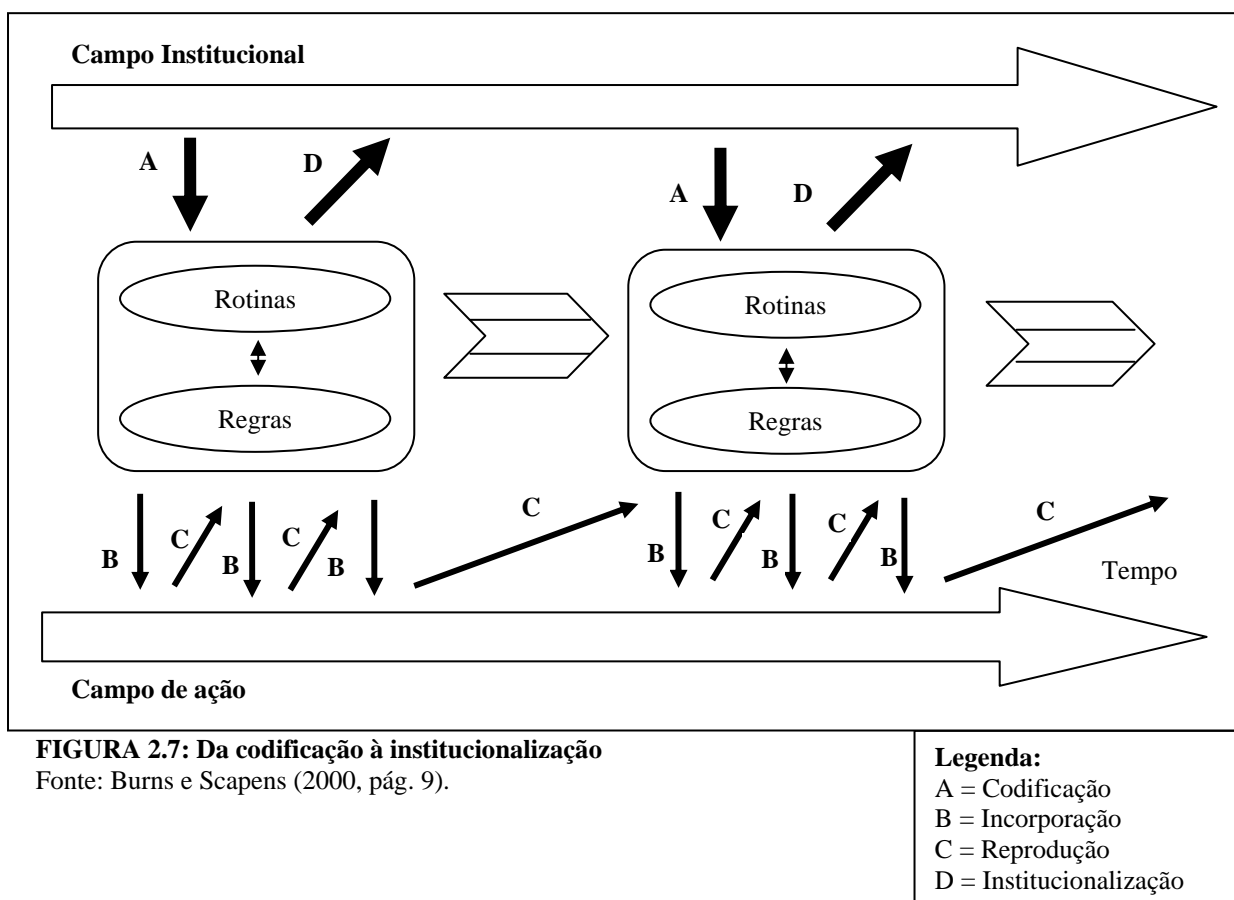 Campo Institucional
A
D
A
D
Rotinas
Regras
Rotinas
Regras
B
C
B
C
B
C
B
C
B
C
B
C
Tempo
Campo de ação
FIGURA 2.7: Da codificação à institucionalização
Fonte: Burns e Scapens (2000, pág. 9).
Legenda:
A = Codificação
B = Incorporação
C = Reprodução
D = Institucionalização